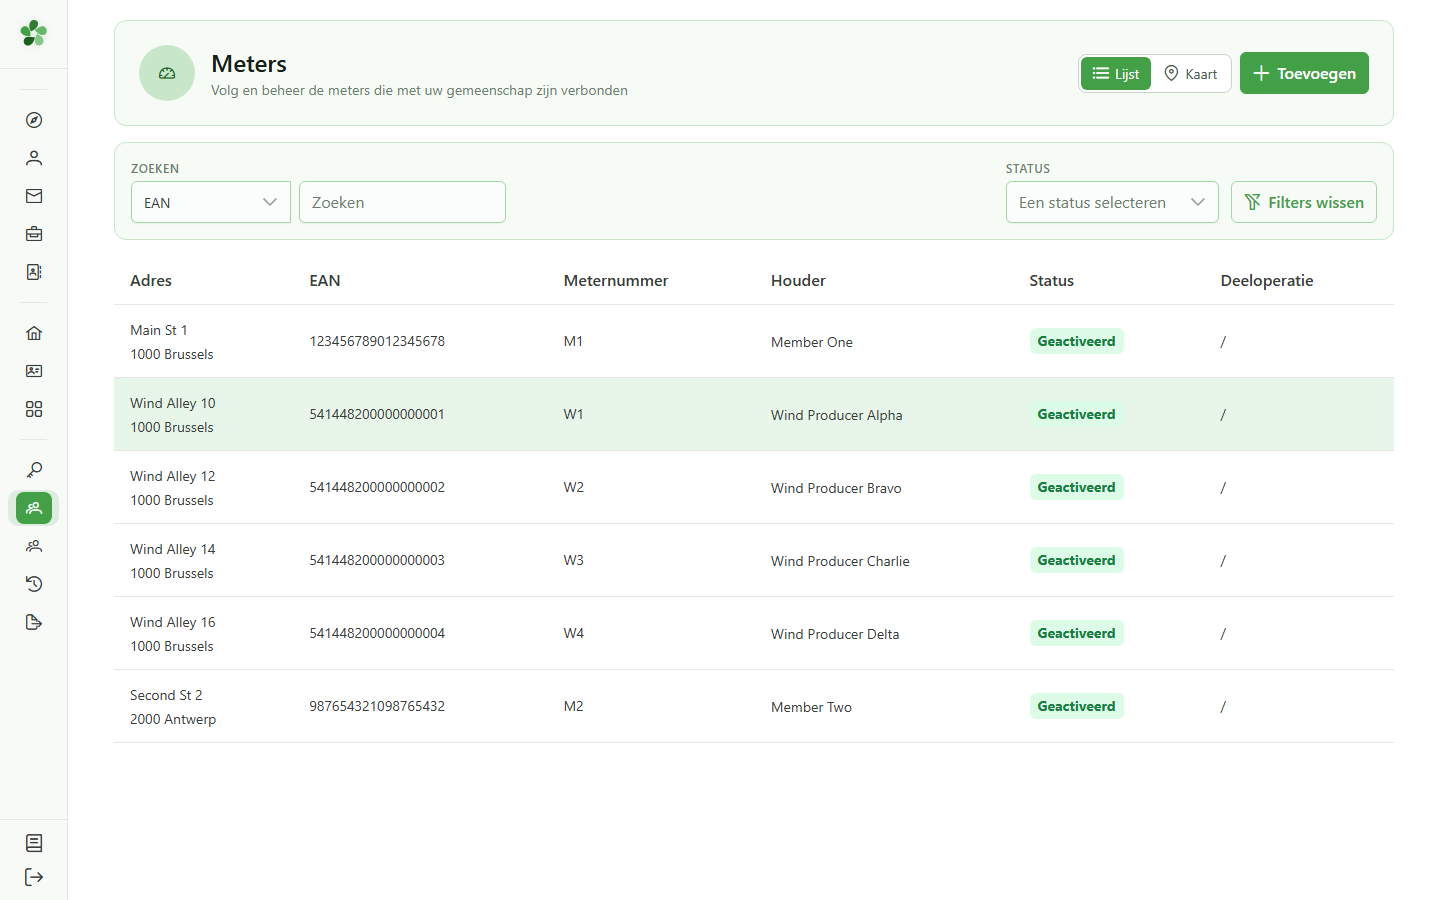 Meters
Volg en beheer de meters die met uw gemeenschap zijn verbonden
Lijst
Kaart
Toevoegen
ZOEKEN
EAN
Zoeken
STATUS
Een status selecteren
Filters wissen
Adres EAN Meternummer Houder Status Deeloperatie
Main St 1
1000 Brussels
123456789012345678 M1 Member One Geactiveerd /
Wind Alley 10
1000 Brussels
541448200000000001 W1 Wind Producer Alpha Geactiveerd /
Wind Alley 12
1000 Brussels
541448200000000002 W2 Wind Producer Bravo Geactiveerd /
Wind Alley 14
1000 Brussels
541448200000000003 W3 Wind Producer Charlie Geactiveerd /
Wind Alley 16
1000 Brussels
541448200000000004 W4 Wind Producer Delta Geactiveerd /
Second St 2
2000 Antwerp
987654321098765432 M2 Member Two Geactiveerd /